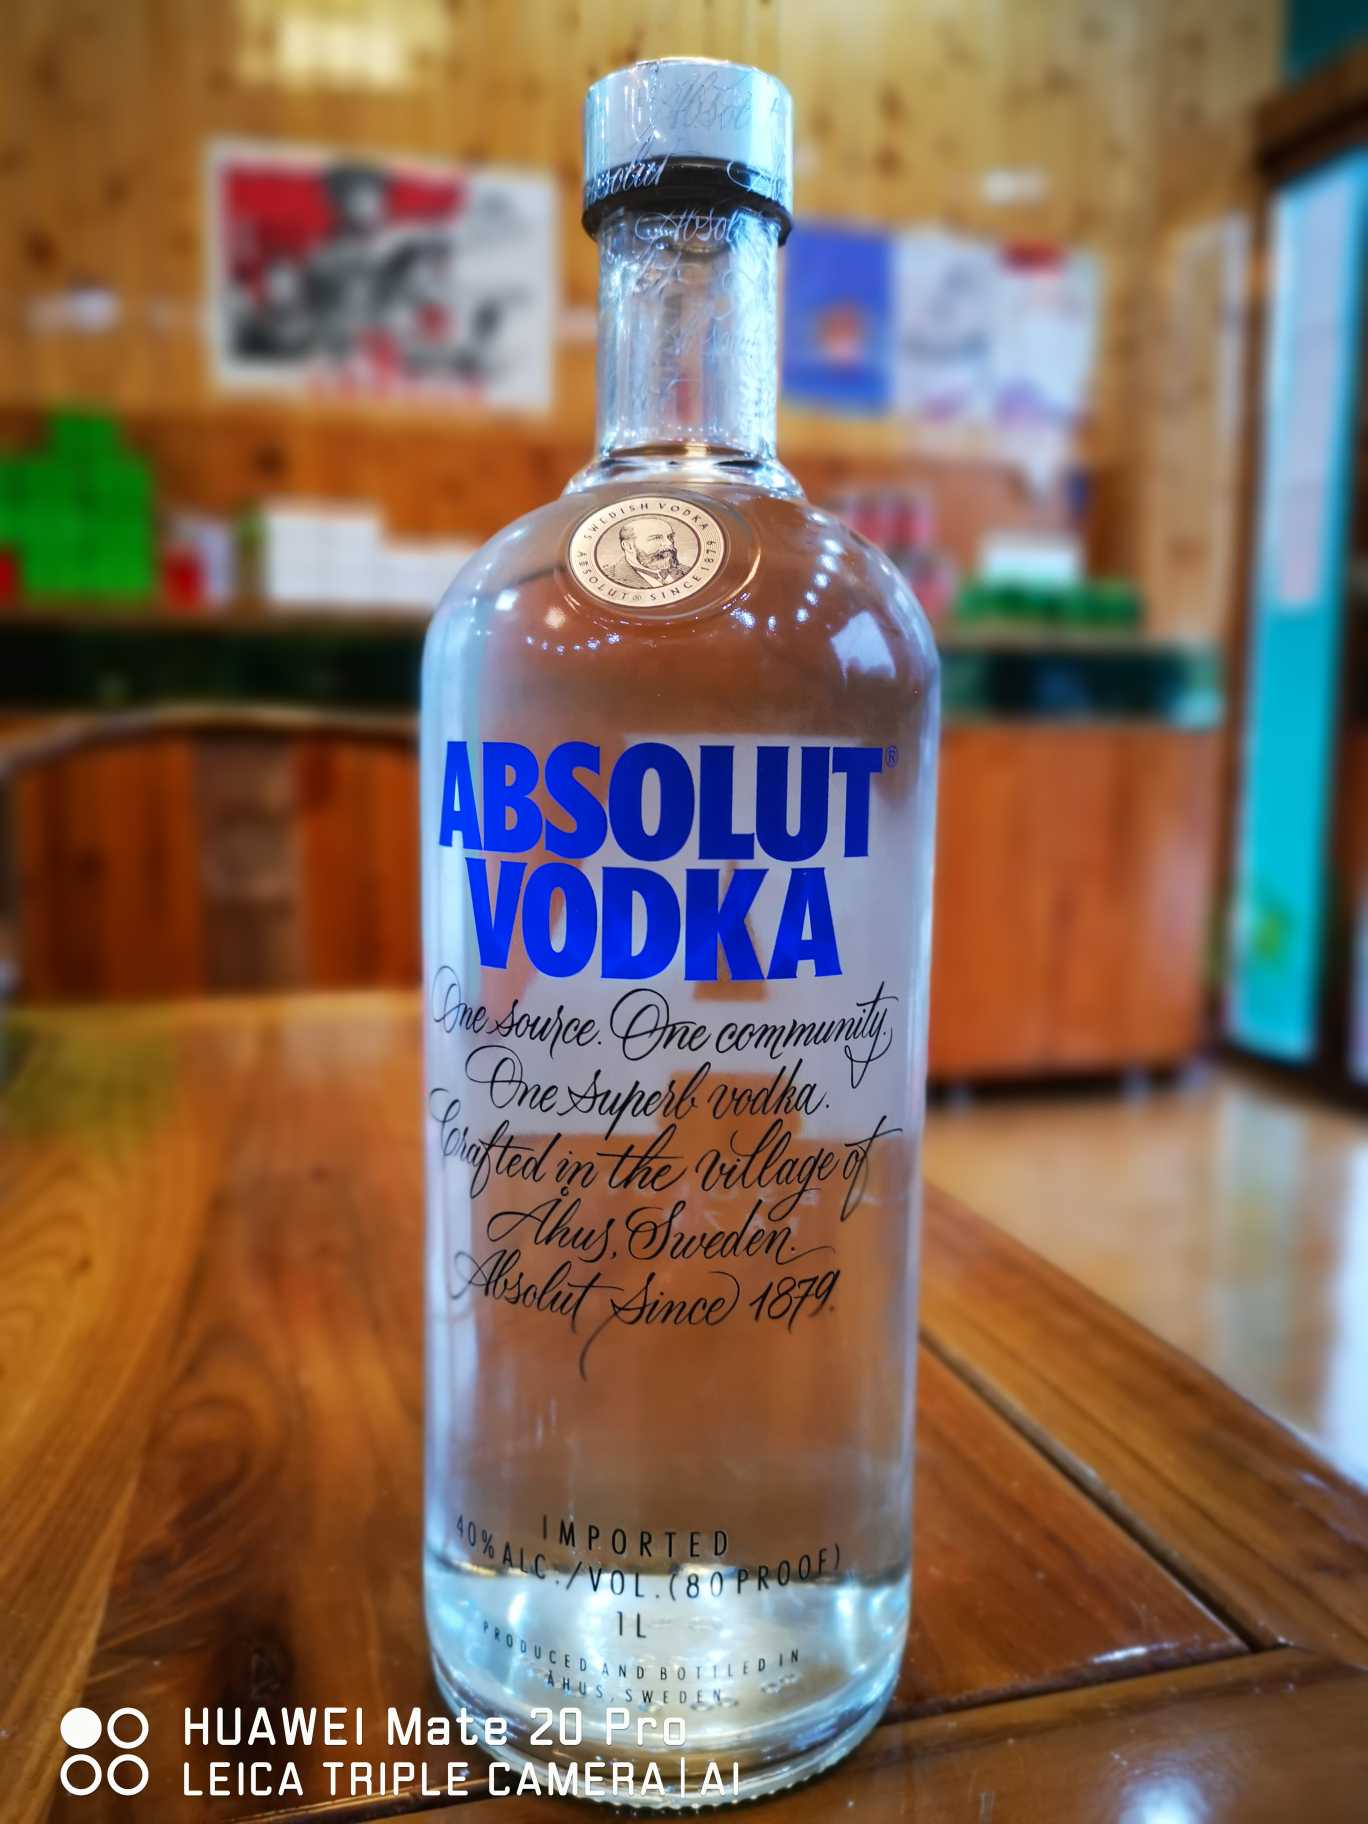 Absolut
Absolut
SWEDISH VODKA
ABSOLUT® SINCE 1879
ABSOLUT®
VODKA
One source. One community.
One superb vodka.
Crafted in the village of
Åhus, Sweden.
Absolut Since 1879.
IMPORTED
40% ALC./VOL.(80 PROOF)
1L
PRODUCED AND BOTTLED IN
ÅHUS, SWEDEN
HUAWEI Mate 20 Pro
LEICA TRIPLE CAMERA | AI